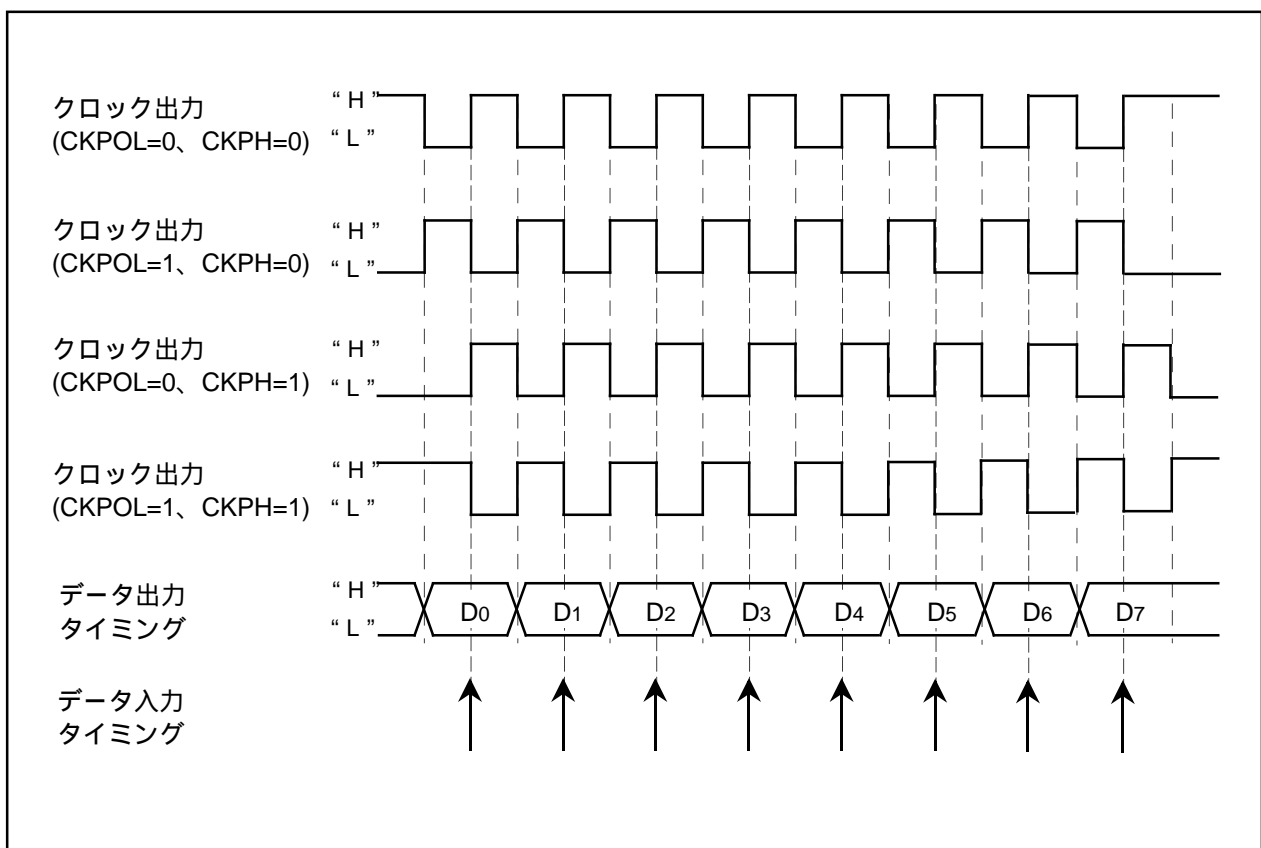 クロック出力
(CKPOL=0、CKPH=0)
“ H ”
“ L ”
クロック出力
(CKPOL=1、CKPH=0)
“ H ”
“ L ”
クロック出力
(CKPOL=0、CKPH=1)
“ H ”
“ L ”
クロック出力
(CKPOL=1、CKPH=1)
“ H ”
“ L ”
データ出力
タイミング
“ H ”
“ L ”
D0 D1 D2 D3 D4 D5 D6 D7
データ入力
タイミング